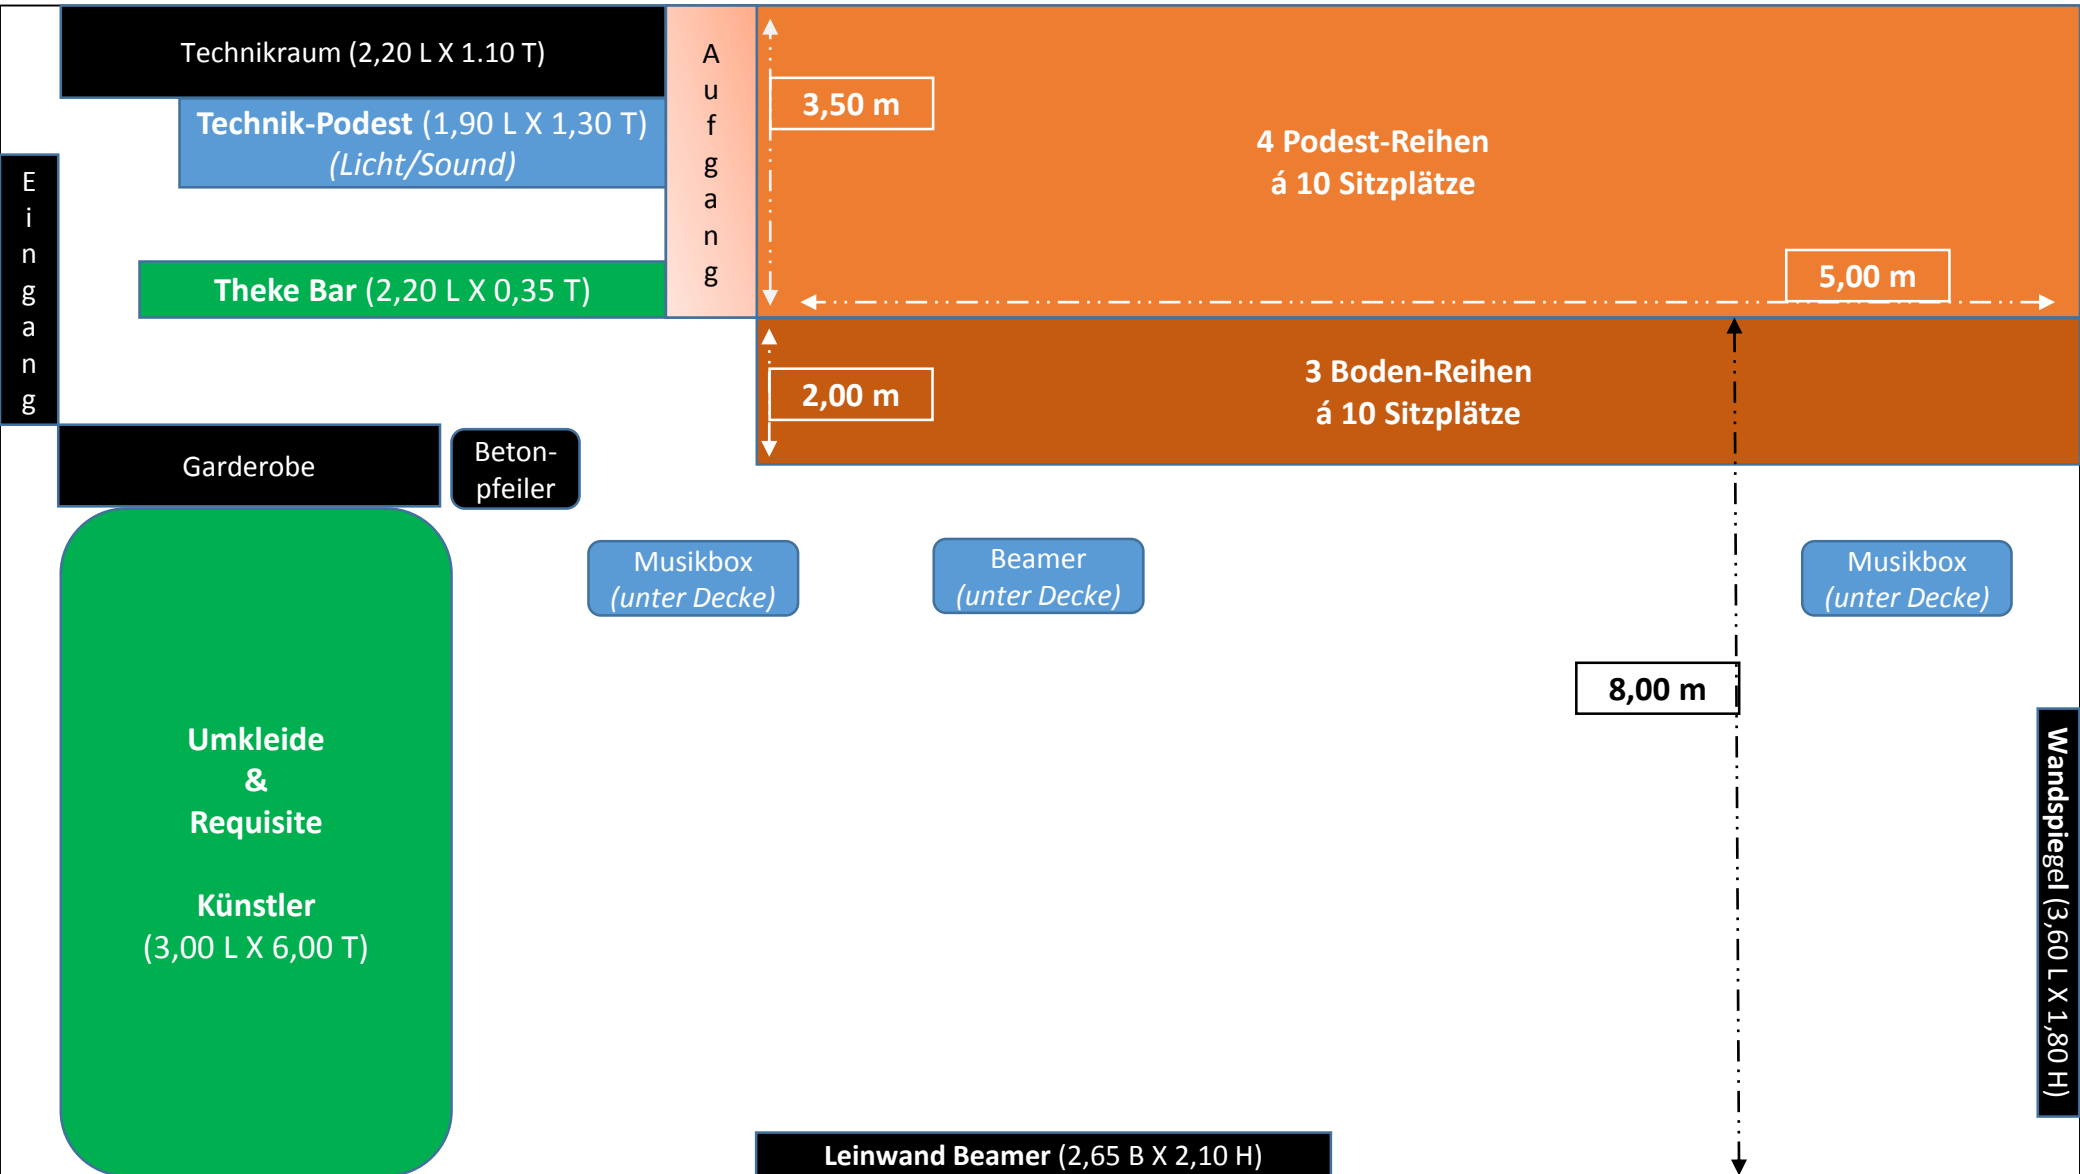 Technikraum (2,20 L X 1.10 T)
Technik-Podest (1,90 L X 1,30 T)
(Licht/Sound)
Theke Bar (2,20 L X 0,35 T)
Eingang
Aufgang
3,50 m
4 Podest-Reihen
á 10 Sitzplätze
5,00 m
2,00 m
3 Boden-Reihen
á 10 Sitzplätze
Garderobe
Beton-
pfeiler
Musikbox
(unter Decke)
Beamer
(unter Decke)
Musikbox
(unter Decke)
8,00 m
Umkleide
&
Requisite
Künstler
(3,00 L X 6,00 T)
Wandspiegel (3,60 L X 1,80 H)
Leinwand Beamer (2,65 B X 2,10 H)